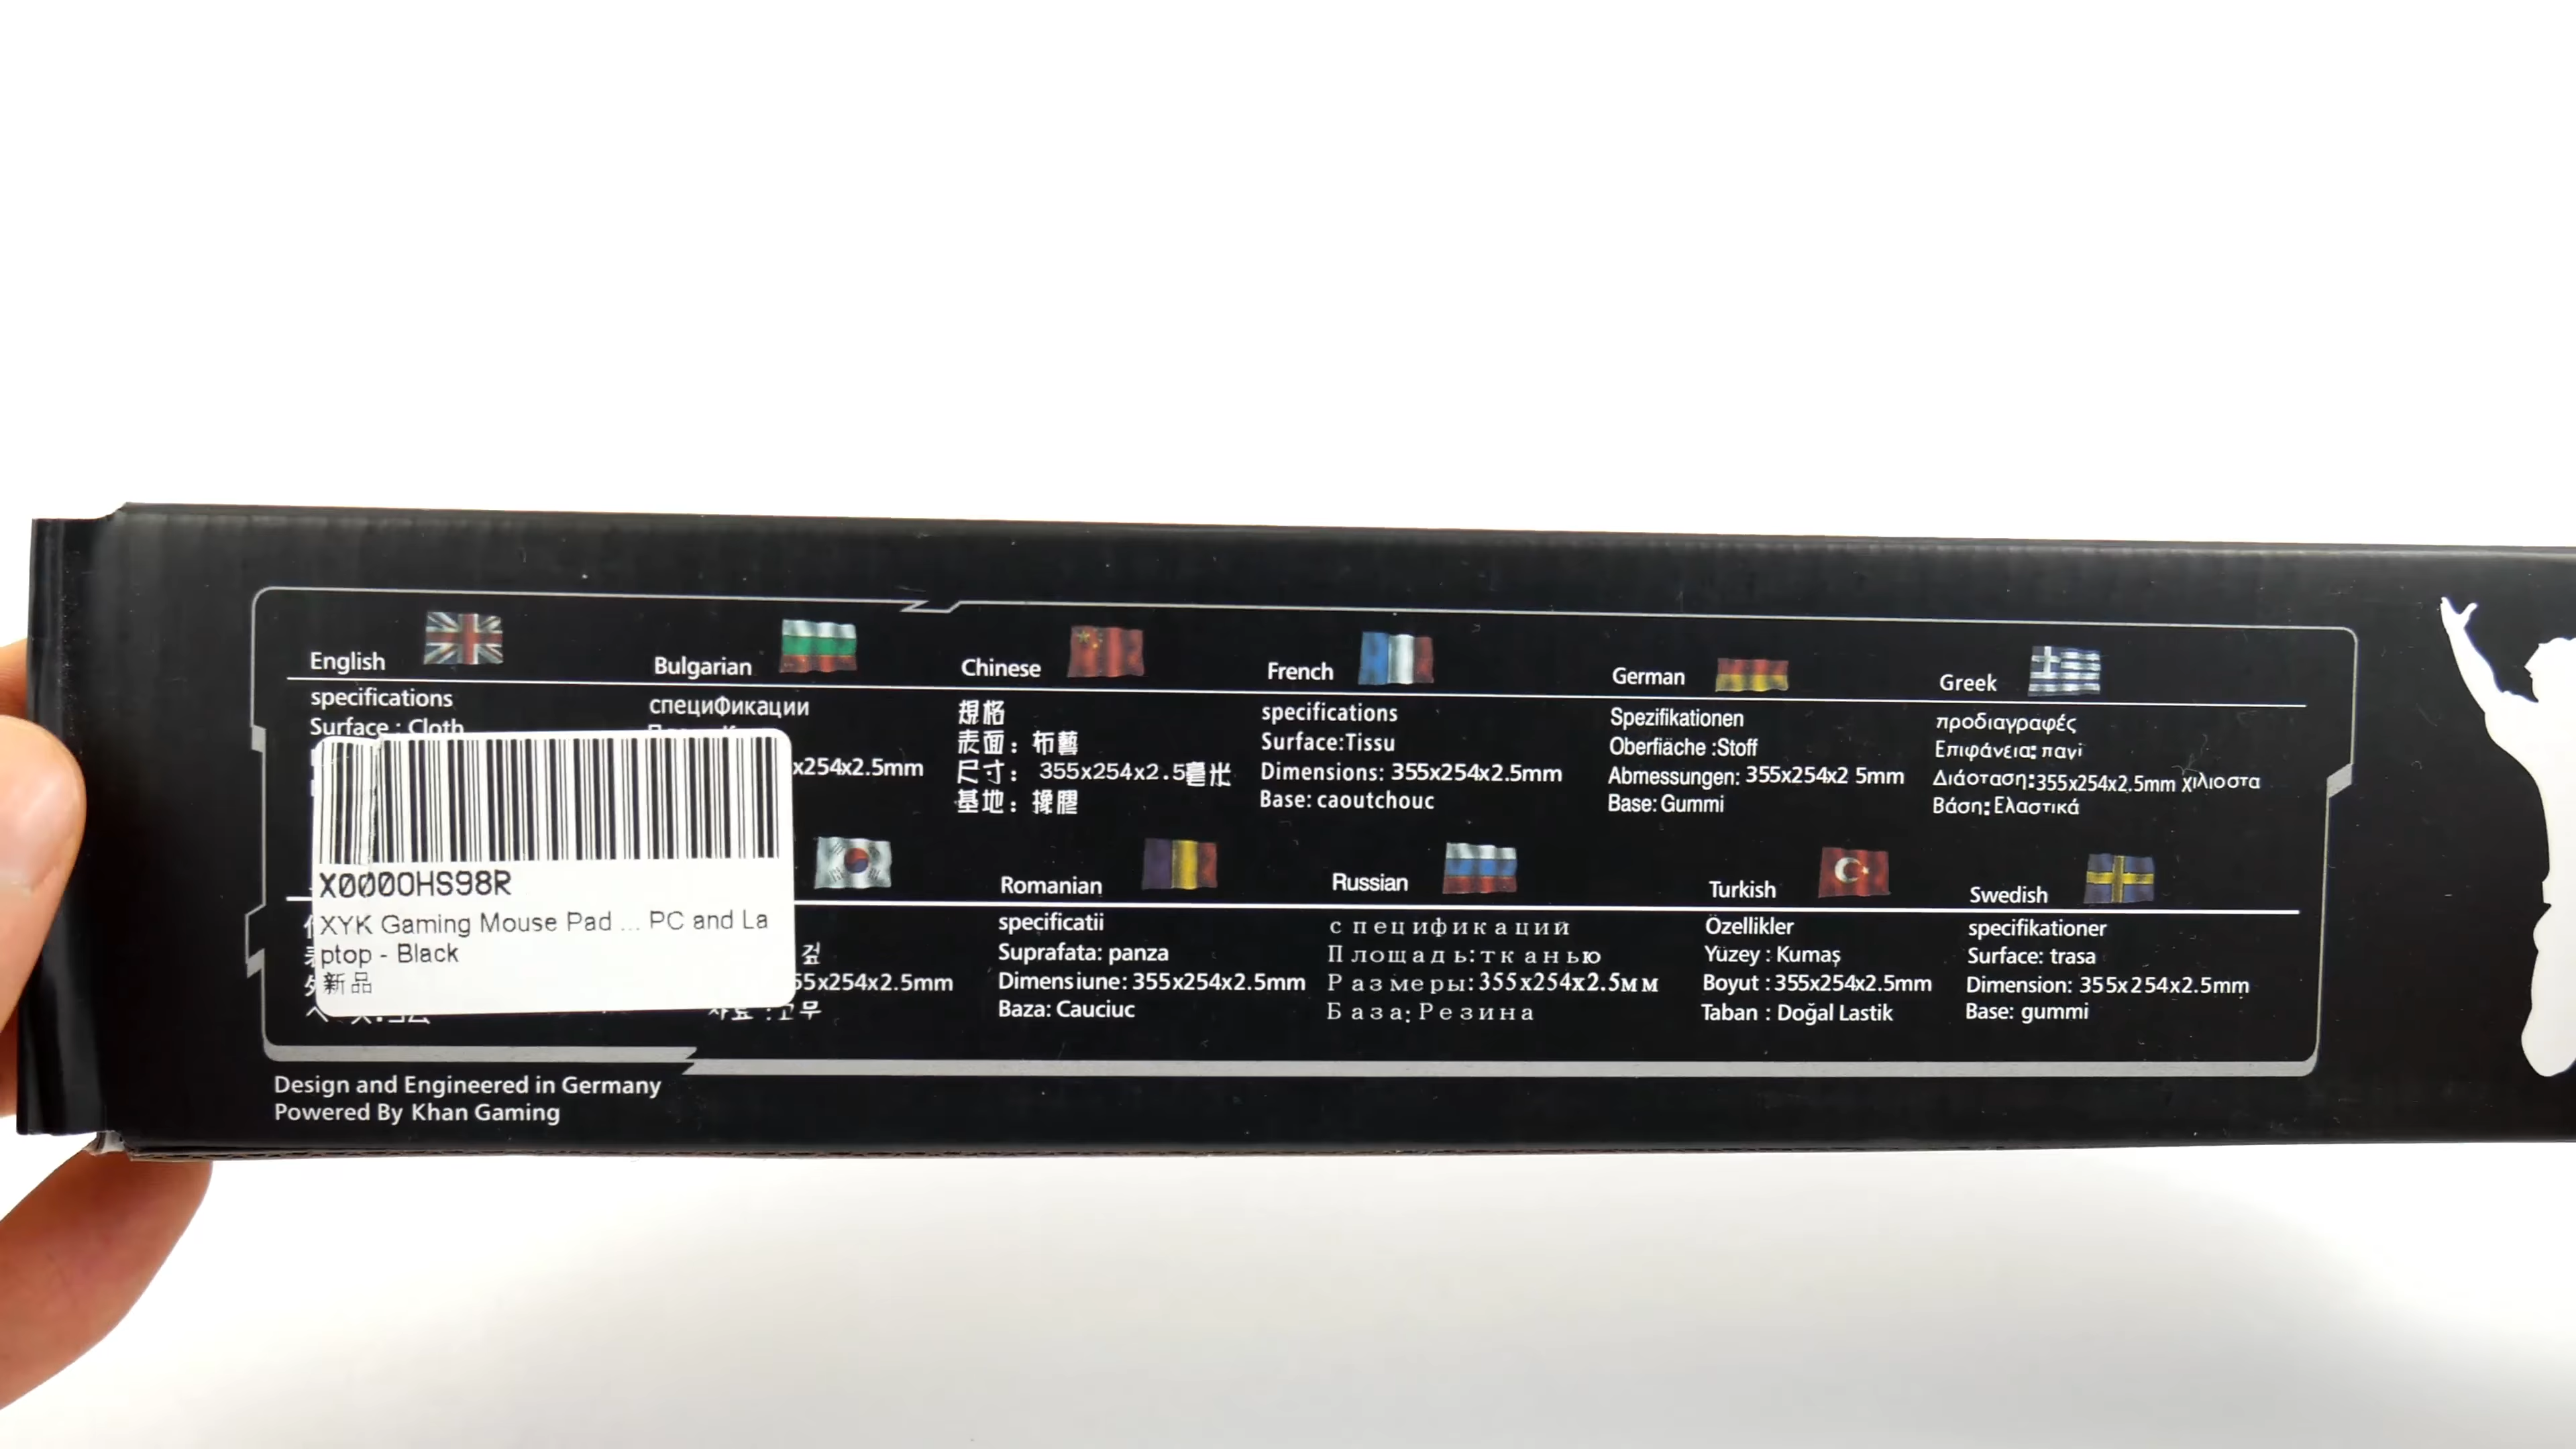 English
specifications
Surface : Cloth
Bulgarian
спецификации
x254x2.5mm
Chinese
規格
表面：布藝
尺寸： 355x254x2.5毫米
基地：橡膠
French
specifications
Surface:Tissu
Dimensions: 355x254x2.5mm
Base: caoutchouc
German
Spezifikationen
Oberfiäche :Stoff
Abmessungen: 355x254x2 5mm
Base: Gummi
Greek
προδιαγραφές
Επιφάνεια: πανί
Διάσταση:355x254x2.5mm χιλιοστα
Βάση: Ελαστικά
X0000HS98R
XYK Gaming Mouse Pad ... PC and La
ptop - Black
新品
55x254x2.5mm
Romanian
specificatii
Suprafata: panza
Dimensiune: 355x254x2.5mm
Baza: Cauciuc
Russian
спецификаций
Площадь:тканью
Размеры:355x254x2.5мм
База: Резина
Turkish
Özellikler
Yüzey : Kumaş
Boyut : 355x254x2.5mm
Taban : Doğal Lastik
Swedish
specifikationer
Surface: trasa
Dimension: 355x254x2.5mm
Base: gummi
Design and Engineered in Germany
Powered By Khan Gaming